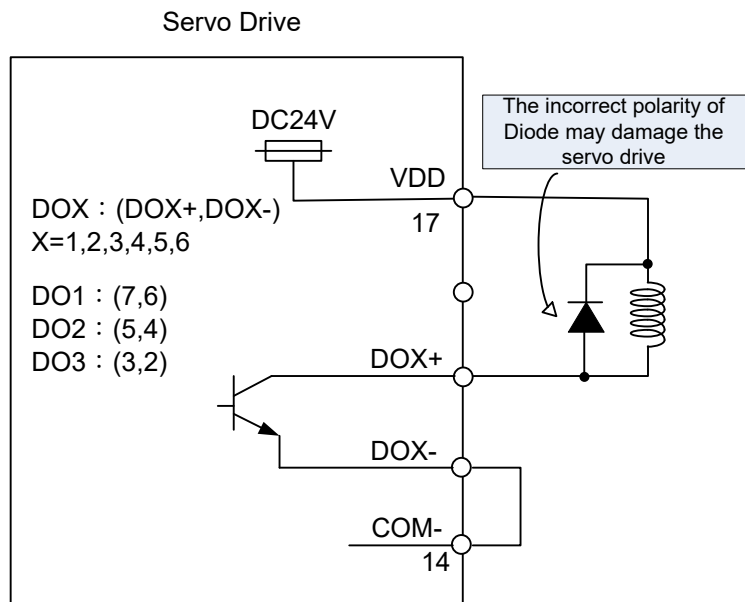 Servo Drive
DC24V
The incorrect polarity of
Diode may damage the
servo drive
VDD
17
DOX：(DOX+,DOX-)
X=1,2,3,4,5,6
DO1：(7,6)
DO2：(5,4)
DO3：(3,2)
DOX+
DOX-
COM-
14